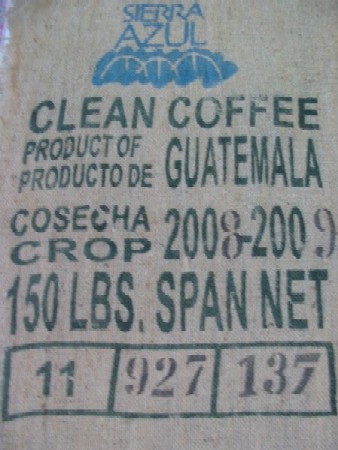 SIERRA
AZUL
CLEAN COFFEE
PRODUCT OF
PRODUCTO DE GUATEMALA
COSECHA
CROP 2008-2009
150 LBS. SPAN NET
11 927 137